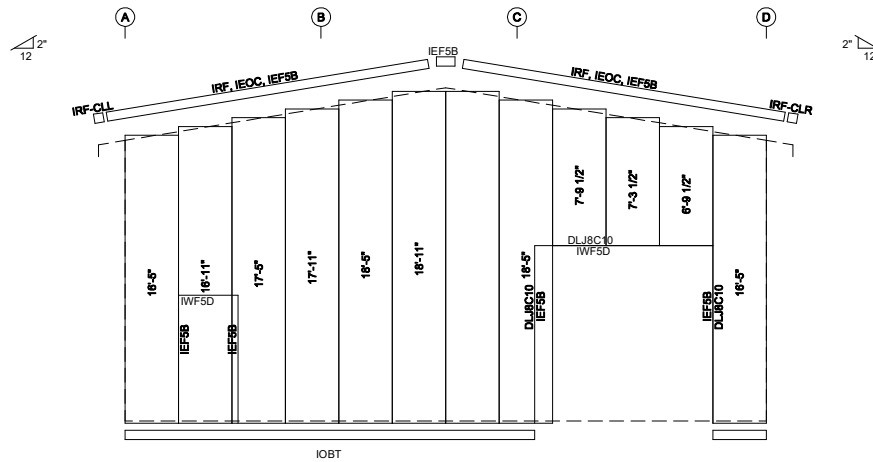 A
B
C
D
2"
12
2"
12
IEF5B
IRF, IEOC, IEF5B
IRF, IEOC, IEF5B
IRF-CLL
IRF-CLR
16'-5"
16'-11"
17'-5"
17'-11"
18'-5"
18'-11"
18'-5"
7'-9 1/2"
7'-3 1/2"
6'-9 1/2"
16'-5"
DLJ8C10
IWF5D
IWF5D
IEF5B
IEF5B
DLJ8C10
IEF5B
IEF5B
DLJ8C10
IOBT